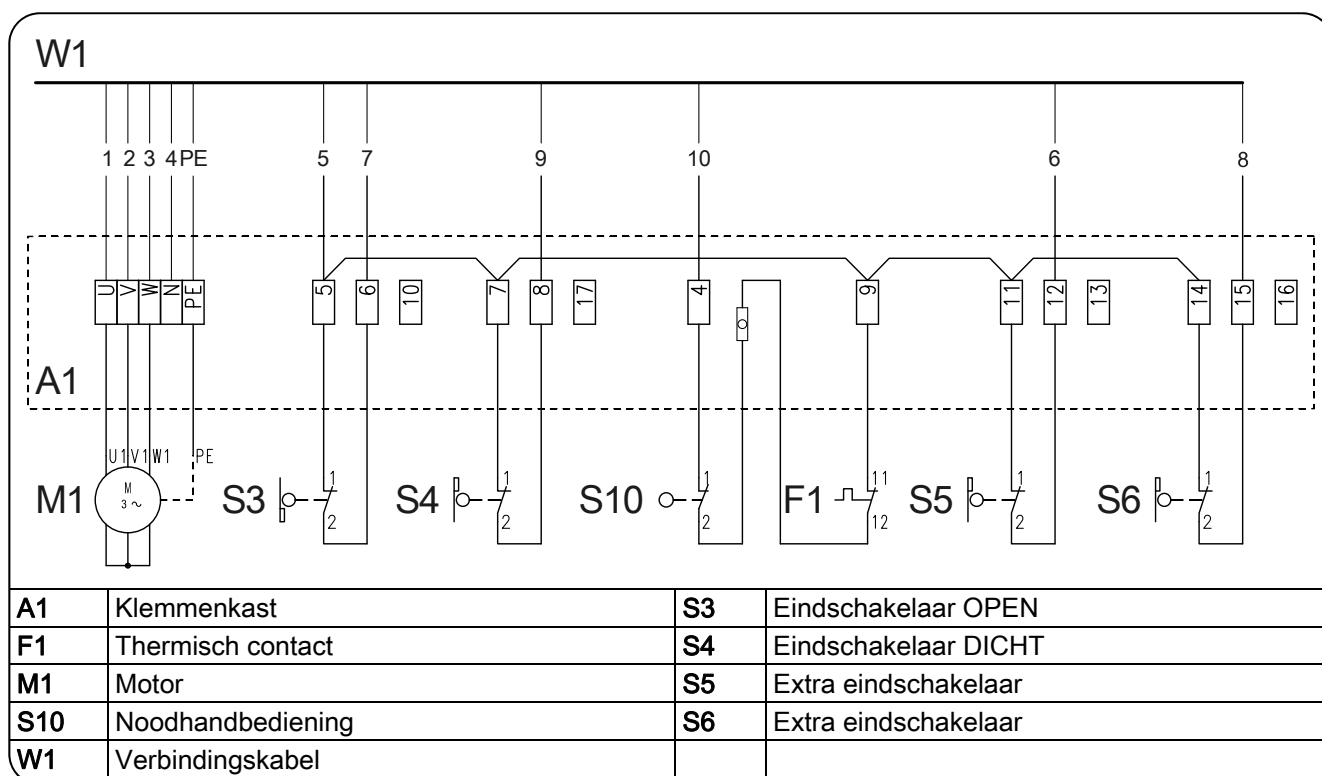 W1
1 2 3 4 PE 5 7 9 10 6 8
U V W N PE 5 6 10 7 8 17 4 9 11 12 13 14 15 16
A1
U1 V1 W1 PE
M1 M 3 ~
S3 1 2
S4 1 2
S10 1 2
F1 11 12
S5 1 2
S6 1 2
A1 Klemmenkast S3 Eindschakelaar OPEN
F1 Thermisch contact S4 Eindschakelaar DICHT
M1 Motor S5 Extra eindschakelaar
S10 Noodhandbediening S6 Extra eindschakelaar
W1 Verbindingskabel